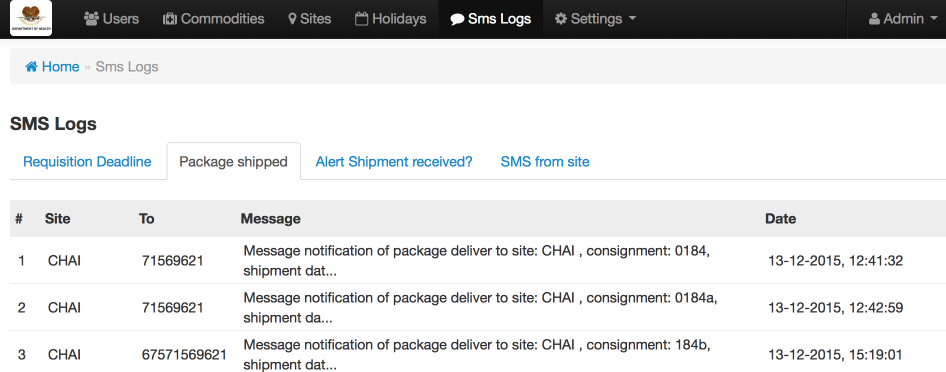 DEPARTMENT OF HEALTH
Users Commodities Sites Holidays Sms Logs Settings Admin
Home » Sms Logs
SMS Logs
Requisition Deadline Package shipped Alert Shipment received? SMS from site
# Site To Message Date
1 CHAI 71569621 Message notification of package deliver to site: CHAI , consignment: 0184, 13-12-2015, 12:41:32
shipment dat...
2 CHAI 71569621 Message notification of package deliver to site: CHAI , consignment: 0184a, 13-12-2015, 12:42:59
shipment da...
3 CHAI 67571569621 Message notification of package deliver to site: CHAI , consignment: 184b, 13-12-2015, 15:19:01
shipment dat...